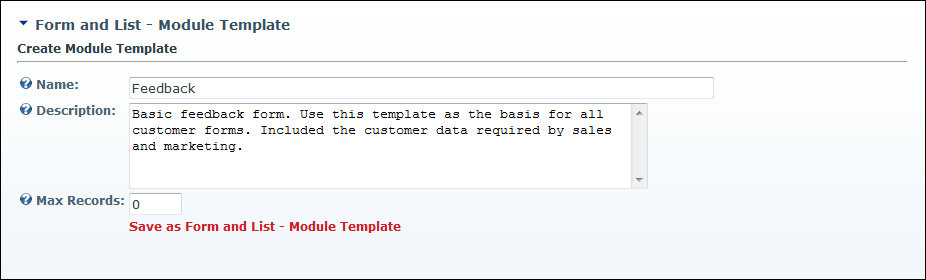 Form and List - Module Template
Create Module Template
Name: Feedback
Description: Basic feedback form. Use this template as the basis for all
customer forms. Included the customer data required by sales
and marketing.
Max Records: 0
Save as Form and List - Module Template